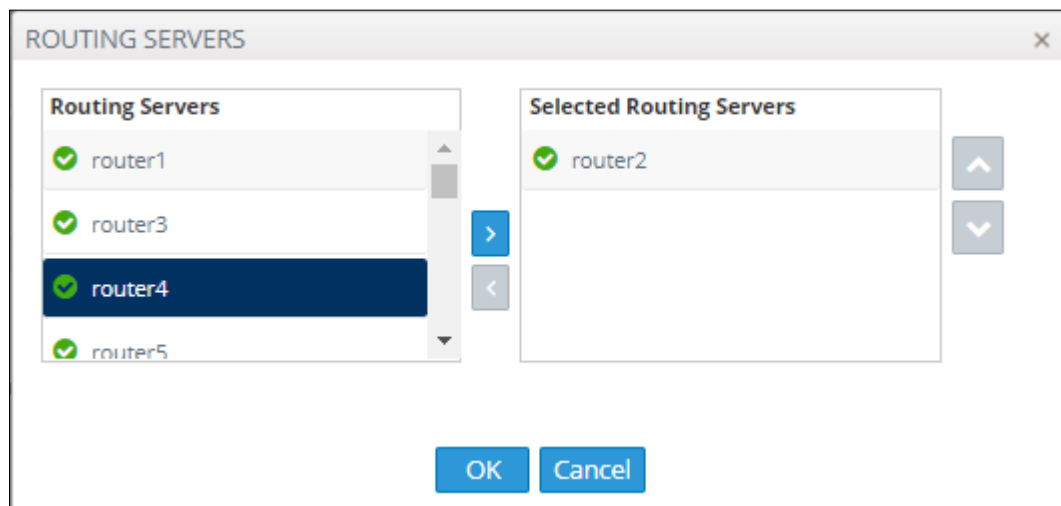 ROUTING SERVERS
Routing Servers
router1
router3
router4
router5
Selected Routing Servers
router2
OK
Cancel